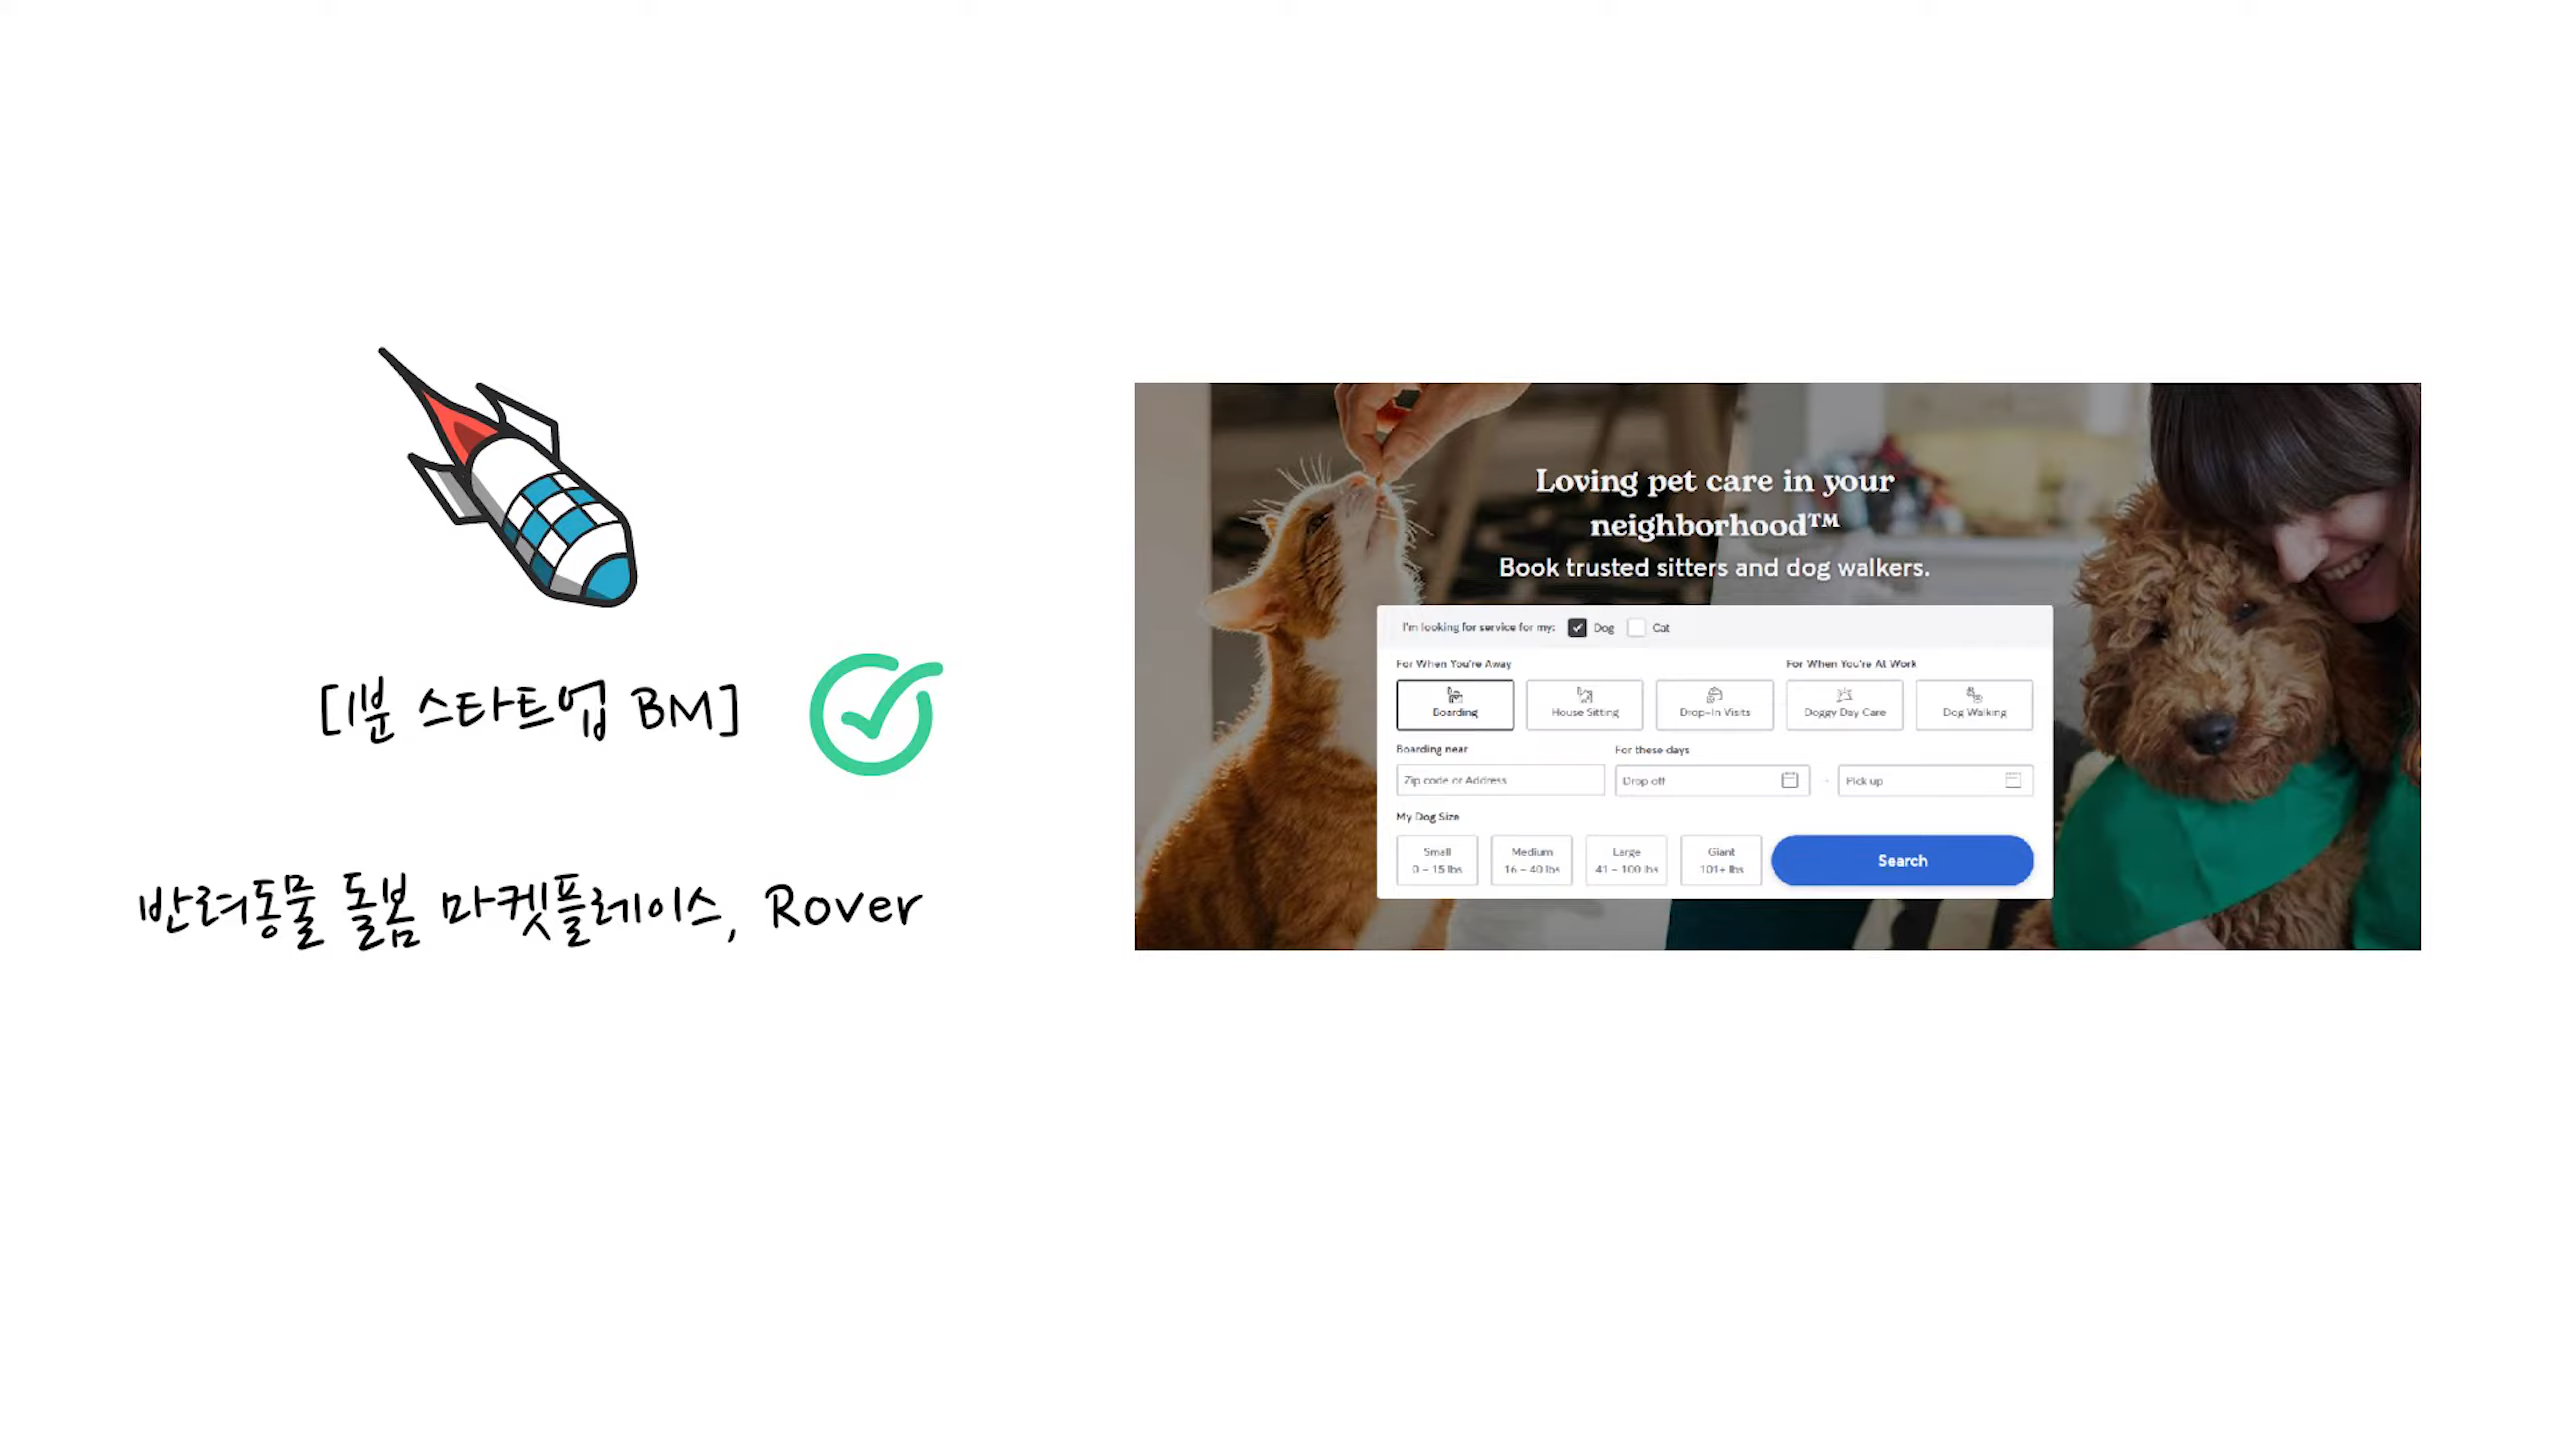 [1분 스타트업 BM]
반려동물 돌봄 마켓플레이스, Rover
Loving pet care in your
neighborhood™
Book trusted sitters and dog walkers.
I'm looking for service for my: Dog Cat
For When You're Away
For When You're At Work
Boarding
House Sitting
Drop-In Visits
Doggy Day Care
Dog Walking
Boarding near
For these days
Zip code or Address
Drop off
Pick up
My Dog Size
Small
0 – 15 lbs
Medium
16 – 40 lbs
Large
41 – 100 lbs
Giant
101+ lbs
Search